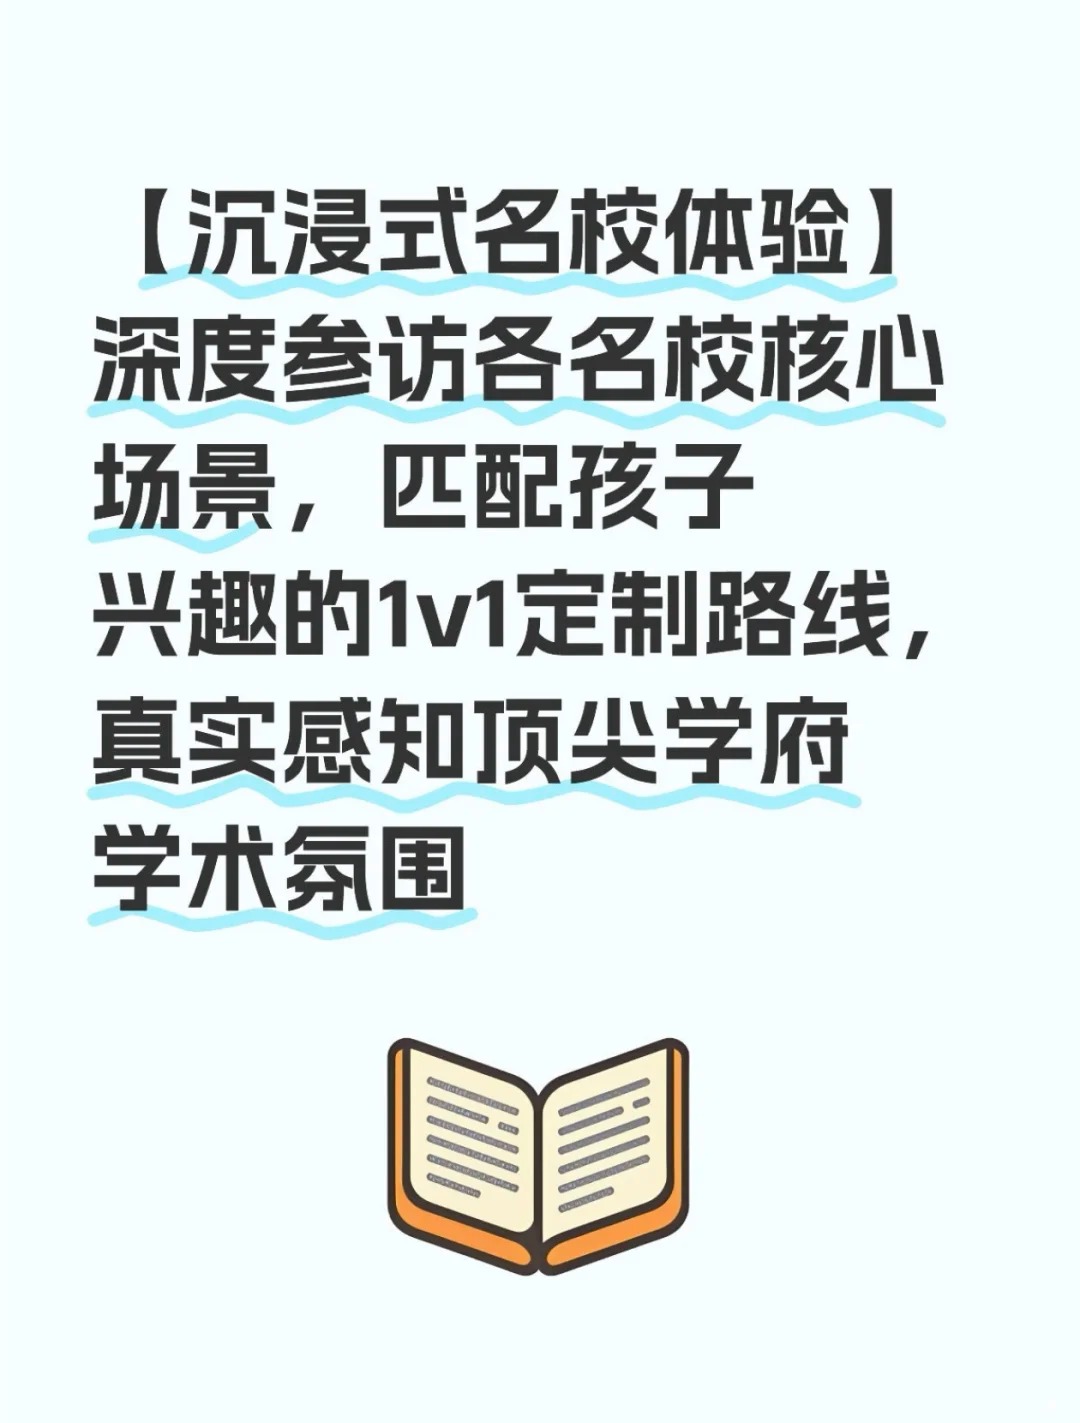 【沉浸式名校体验】
深度参访各名校核心
场景，匹配孩子
兴趣的1v1定制路线，
真实感知顶尖学府
学术氛围